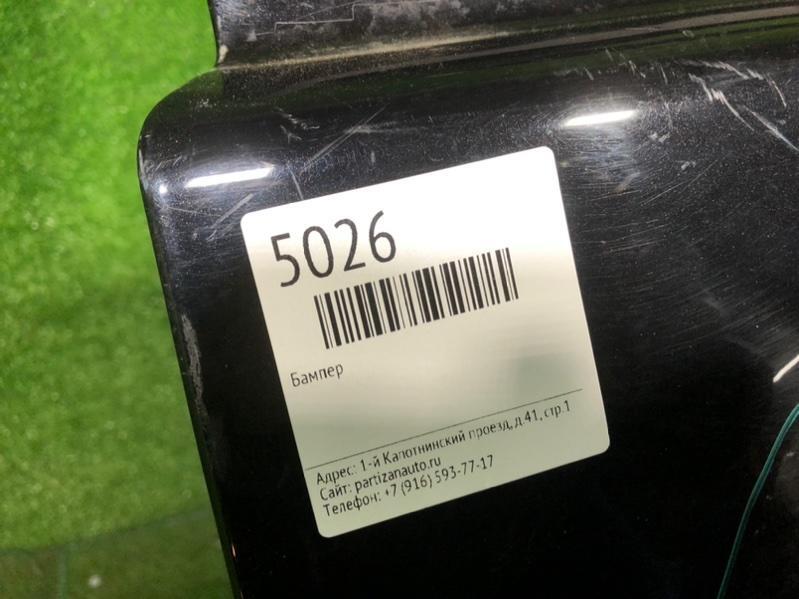 5026
Бампер
Адрес: 1-й Капотнинский проезд, д.41, стр.1
Сайт: partizanauto.ru
Телефон: +7 (916) 593-77-17